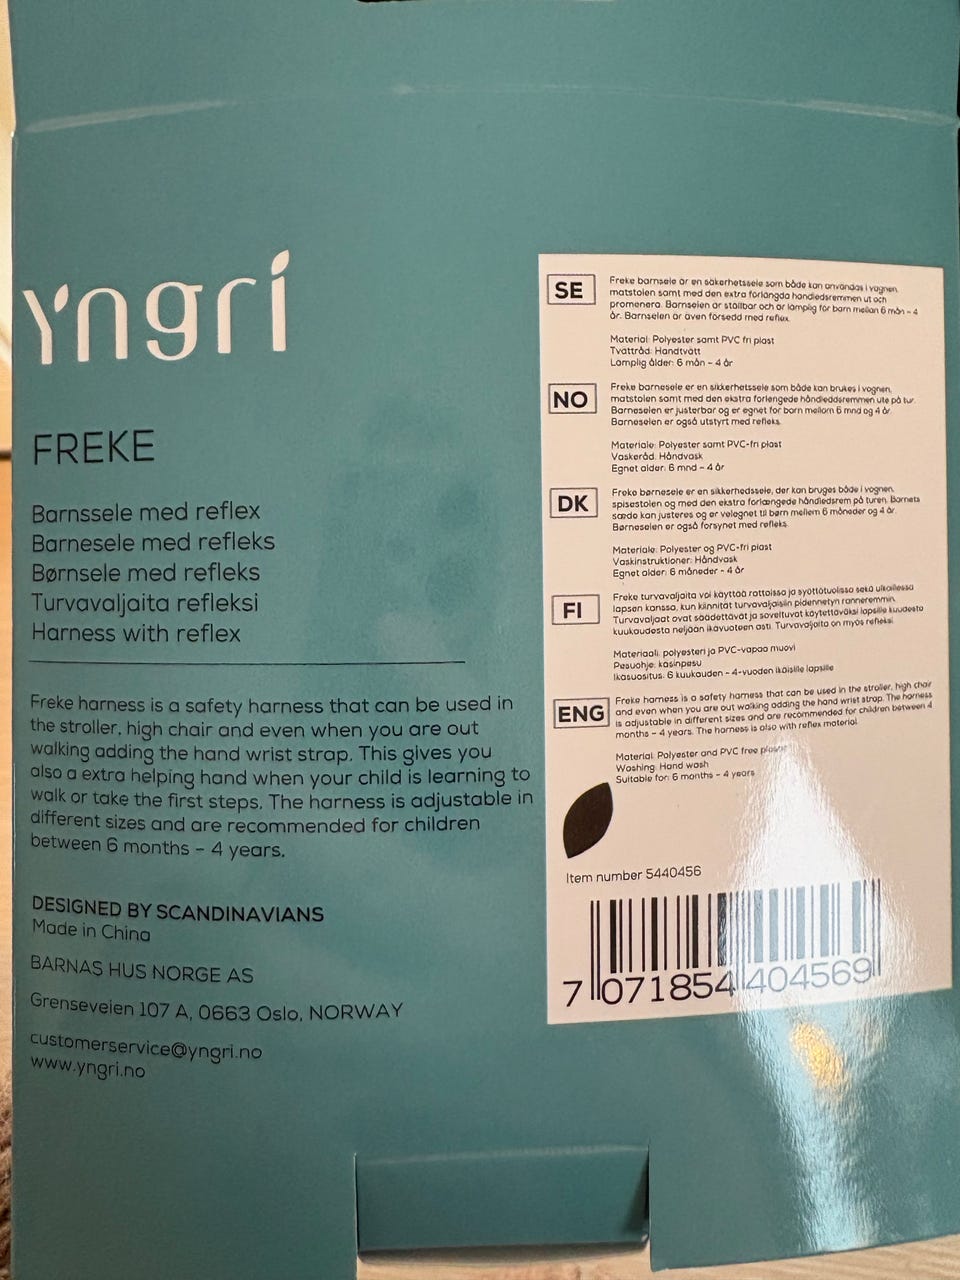 yngri
FREKE
Barnssele med reflex
Barnesele med refleks
Børnsele med refleks
Turvavaljaita refleksi
Harness with reflex
Freke harness is a safety harness that can be used in
the stroller, high chair and even when you are out
walking adding the hand wrist strap. This gives you
also a extra helping hand when your child is learning to
walk or take the first steps. The harness is adjustable in
different sizes and are recommended for children
between 6 months – 4 years.
DESIGNED BY SCANDINAVIANS
Made in China
BARNAS HUS NORGE AS
Grenseveien 107 A, 0663 Oslo, NORWAY
customerservice@yngri.no
www.yngri.no
SE
Freke barnsele är en säkerhetssele som både kan användas i vagnen,
matstolen samt med den extra förlängda handledsremmen ut och
promenera. Barnselen är ställbar och är lämplig för barn mellan 6 mån – 4
år. Barnselen är även försedd med reflex.
Material: Polyester samt PVC fri plast
Tvättråd: Handtvätt
Lämplig ålder: 6 mån – 4 år
NO
Freke barnesele er en sikkerhetssele som både kan brukes i vognen,
matstolen samt med den ekstra forlengede håndleddsremmen ute på tur.
Barneselen er justerbar og er egnet for barn mellom 6 mnd og 4 år.
Barneselen er også utstyrt med refleks.
Materiale: Polyester samt PVC-fri plast
Vaskeråd: Håndvask
Egnet alder: 6 mnd – 4 år
DK
Freke børnesele er en sikkerhedssele, der kan bruges både i vognen,
spisestolen og med den ekstra forlængede håndledsrem på turen. Barnets
sæde kan justeres og er velegnet til børn mellem 6 måneder og 4 år.
Børneselen er også forsynet med refleks.
Materiale: Polyester og PVC-fri plast
Vaskinstruktioner: Håndvask
Egnet alder: 6 måneder – 4 år
FI
Freke turvavaljaita voi käyttää rattaissa ja syöttötuolissa sekä ulkoillessa
lapsen kanssa, kun kiinnität turvavaljaisiin pidennetyn ranneremmin.
Turvavaljaat ovat säädettävät ja soveltuvat käytettäväksi lapsille kuudesta
kuukaudesta neljään ikävuoteen asti. Turvavaljaita on myös refleksi.
Materiaali: polyesteri ja PVC-vapaa muovi
Pesuohje: käsinpesu
Ikäsuositus: 6 kuukauden – 4-vuoden ikäisille lapsille
ENG
Freke harness is a safety harness that can be used in the stroller, high chair
and even when you are out walking adding the hand wrist strap. The harness
is adjustable in different sizes and are recommended for children between 4
months – 4 years. The harness is also with reflex material.
Material: Polyester and PVC free plastic
Washing: Hand wash
Suitable for: 6 months – 4 years
Item number 5440456
7 071854 404569